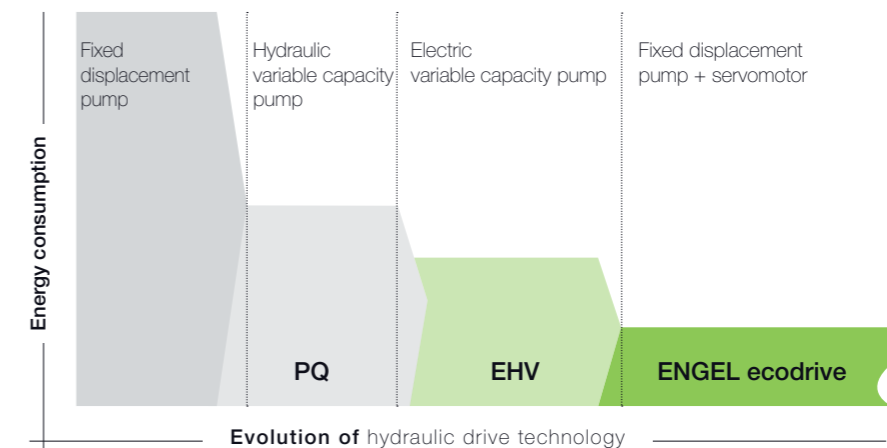 Fixed
displacement
pump
Hydraulic
variable capacity
pump
Electric
variable capacity pump
Fixed displacement
pump + servomotor
Energy consumption
PQ
EHV
ENGEL ecodrive
Evolution of hydraulic drive technology